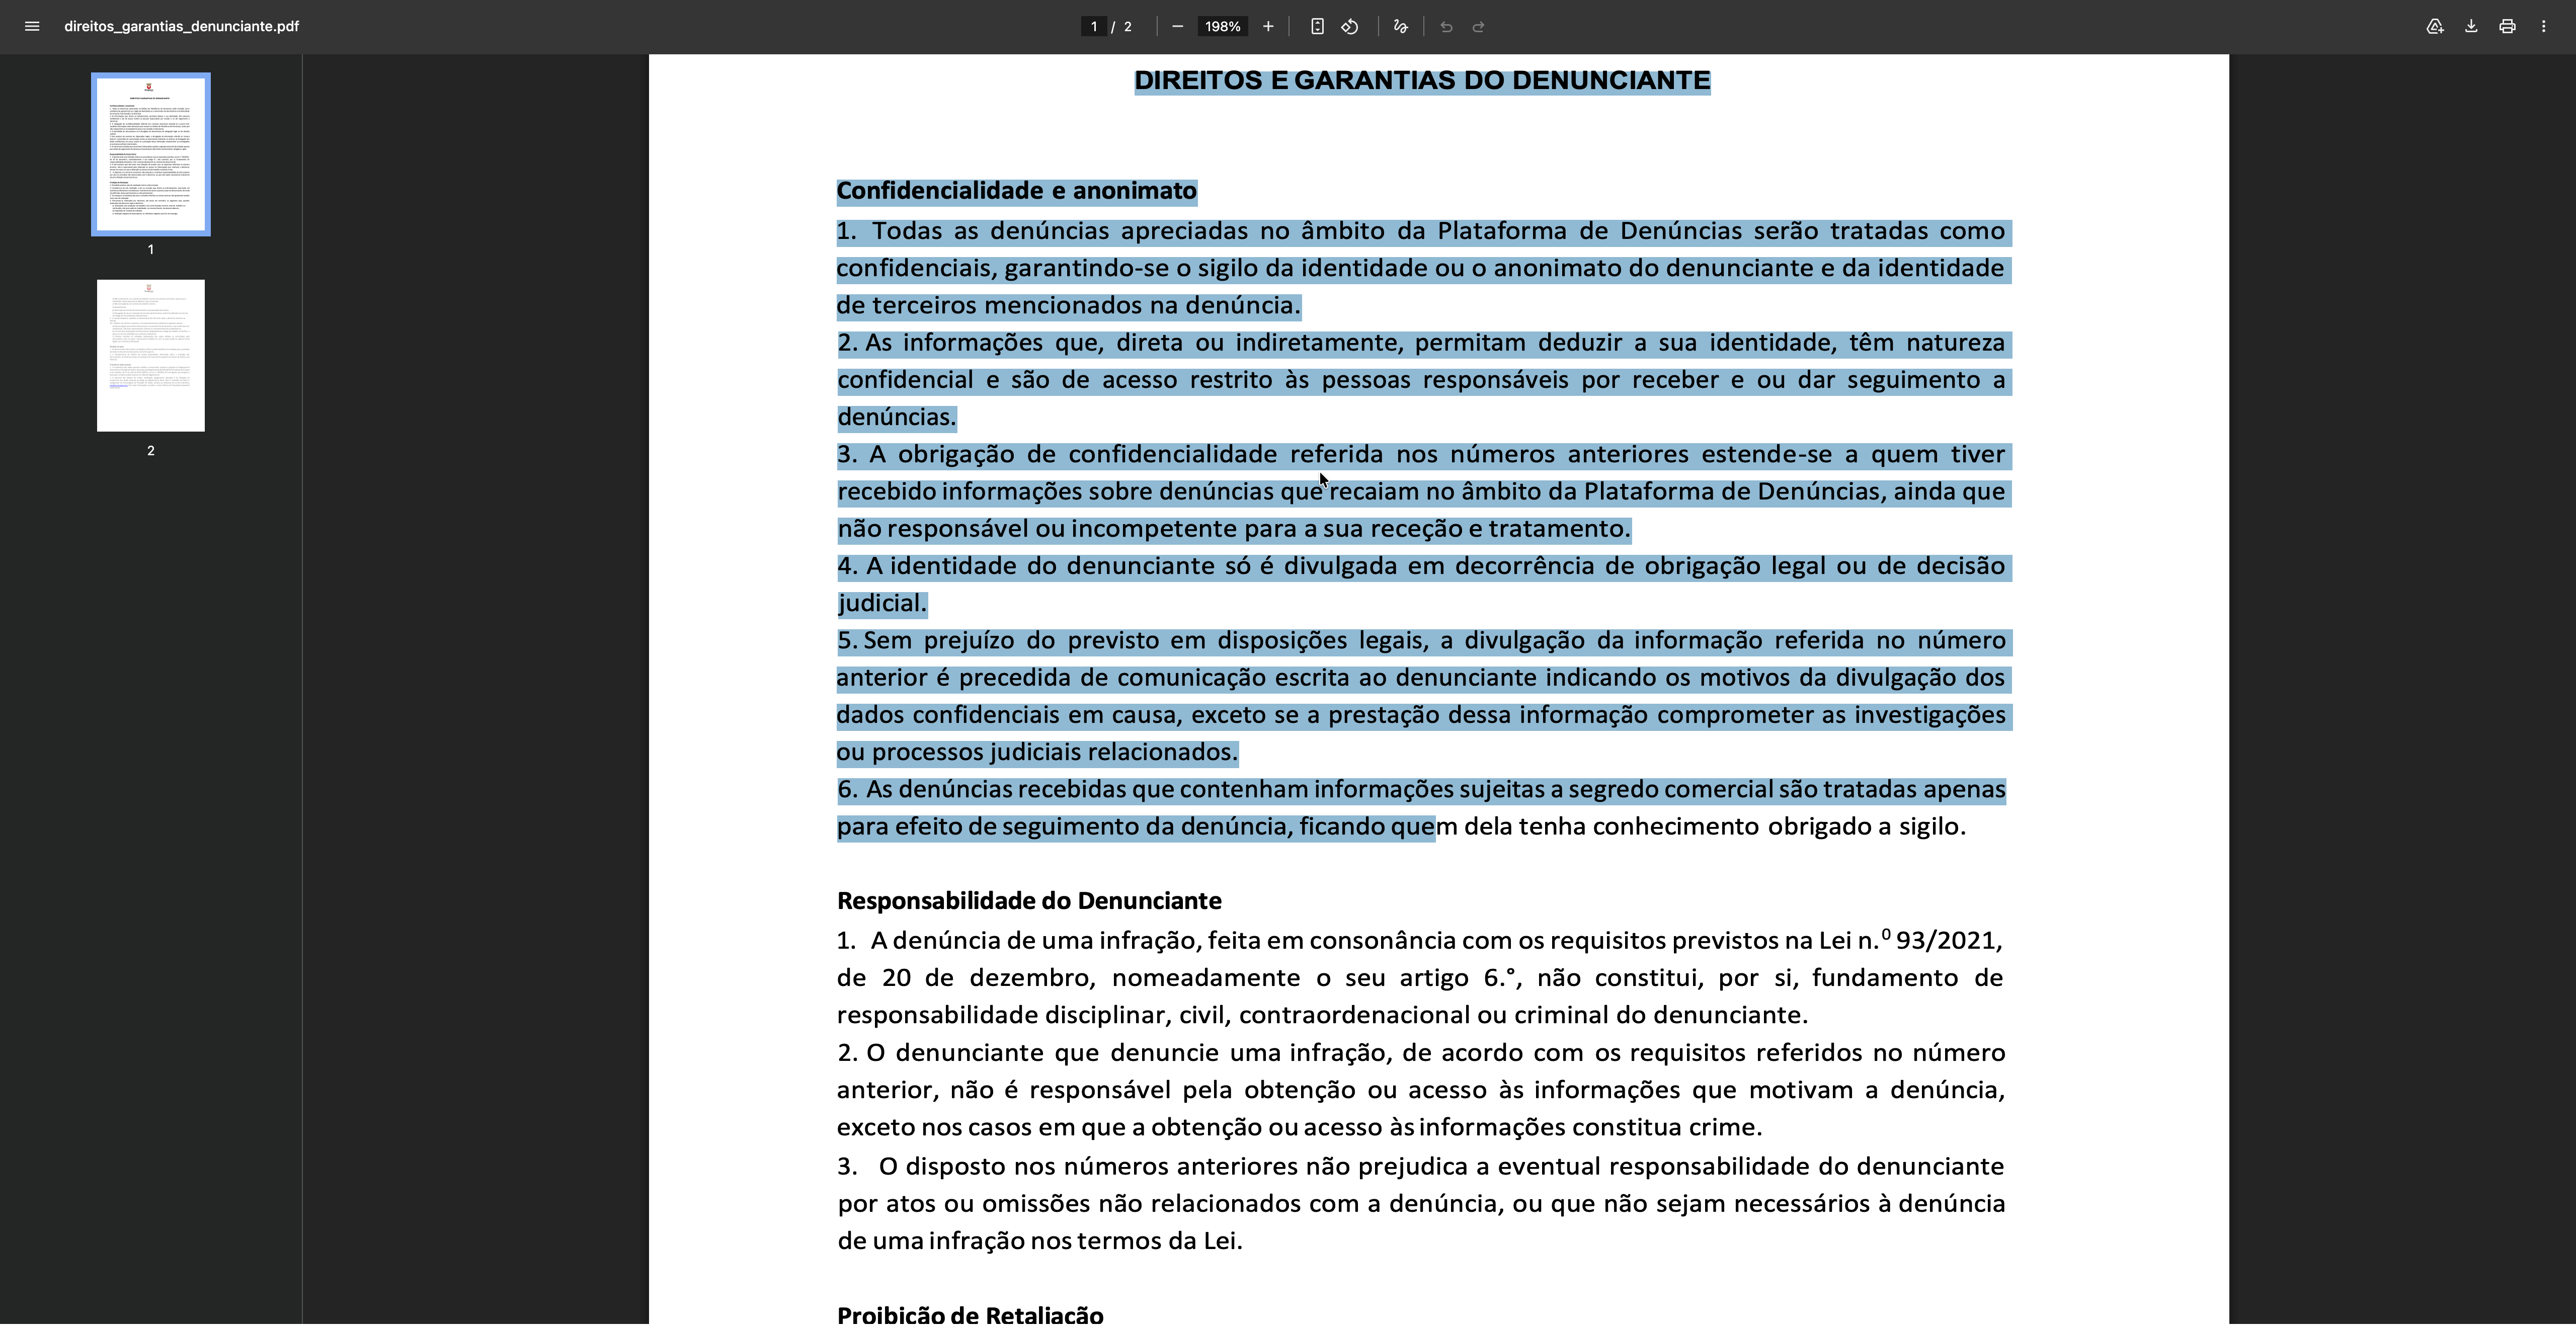 direitos_garantias_denunciante.pdf
1 / 2
198%
1
2
DIREITOS E GARANTIAS DO DENUNCIANTE
Confidencialidade e anonimato
1. Todas as denúncias apreciadas no âmbito da Plataforma de Denúncias serão tratadas como
confidenciais, garantindo-se o sigilo da identidade ou o anonimato do denunciante e da identidade
de terceiros mencionados na denúncia.
2. As informações que, direta ou indiretamente, permitam deduzir a sua identidade, têm natureza
confidencial e são de acesso restrito às pessoas responsáveis por receber e ou dar seguimento a
denúncias.
3. A obrigação de confidencialidade referida nos números anteriores estende-se a quem tiver
recebido informações sobre denúncias que recaiam no âmbito da Plataforma de Denúncias, ainda que
não responsável ou incompetente para a sua receção e tratamento.
4. A identidade do denunciante só é divulgada em decorrência de obrigação legal ou de decisão
judicial.
5. Sem prejuízo do previsto em disposições legais, a divulgação da informação referida no número
anterior é precedida de comunicação escrita ao denunciante indicando os motivos da divulgação dos
dados confidenciais em causa, exceto se a prestação dessa informação comprometer as investigações
ou processos judiciais relacionados.
6. As denúncias recebidas que contenham informações sujeitas a segredo comercial são tratadas apenas
para efeito de seguimento da denúncia, ficando quem dela tenha conhecimento obrigado a sigilo.
Responsabilidade do Denunciante
1. A denúncia de uma infração, feita em consonância com os requisitos previstos na Lei n.⁰ 93/2021,
de 20 de dezembro, nomeadamente o seu artigo 6.°, não constitui, por si, fundamento de
responsabilidade disciplinar, civil, contraordenacional ou criminal do denunciante.
2. O denunciante que denuncie uma infração, de acordo com os requisitos referidos no número
anterior, não é responsável pela obtenção ou acesso às informações que motivam a denúncia,
exceto nos casos em que a obtenção ou acesso às informações constitua crime.
3. O disposto nos números anteriores não prejudica a eventual responsabilidade do denunciante
por atos ou omissões não relacionados com a denúncia, ou que não sejam necessários à denúncia
de uma infração nos termos da Lei.
Proibição de Retaliação